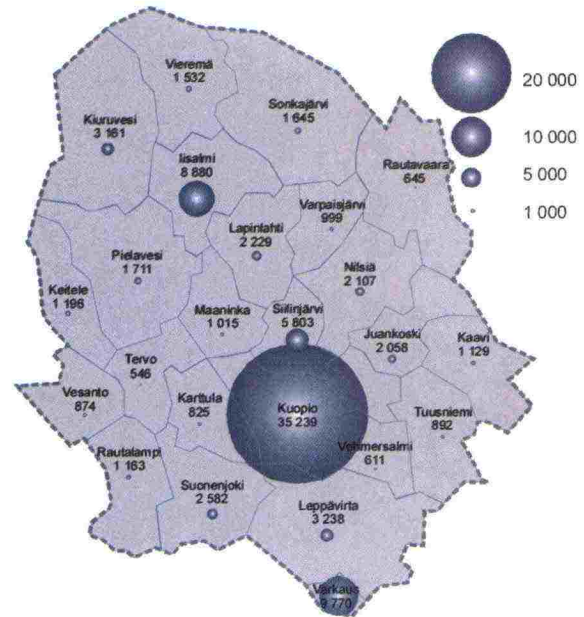 Vieremä
1 532
Kiuruvesi
3 161
Sonkajärvi
1 645
Iisalmi
8 880
Rautavaara
645
Varpaisjärvi
999
Lapinlahti
2 229
Pielavesi
1 711
Nilsiä
2 107
Keitele
1 196
Maaninka
1 015
Siilinjärvi
5 803
Juankoski
2 058
Kaavi
1 129
Tervo
546
Vesanto
874
Karttula
825
Kuopio
35 239
Tuusniemi
892
Vehmersalmi
611
Rautalampi
1 163
Suonenjoki
2 582
Leppävirta
3 238
Varkaus
9 770
20 000
10 000
5 000
1 000